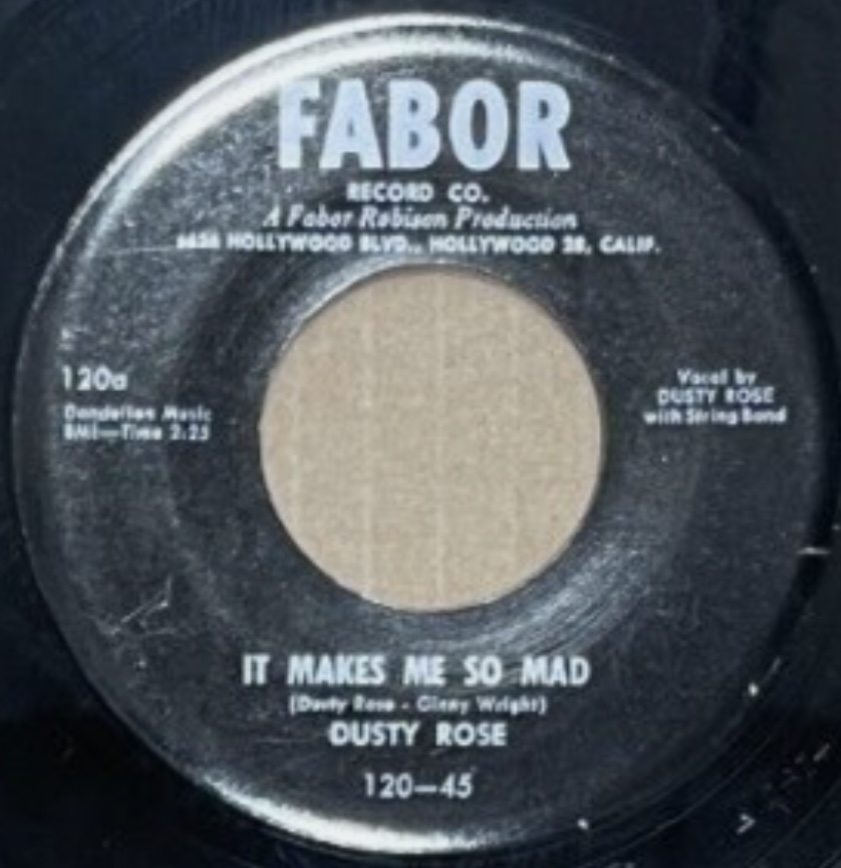 FABOR
RECORD CO.
A Fabor Robison Production
HOLLYWOOD BLVD., HOLLYWOOD 28, CALIF.
120a
Dandelion Music
BMI—Time 2:25
Vocal by
DUSTY ROSE
with String Band
IT MAKES ME SO MAD
(Dusty Rose - Ginny Wright)
DUSTY ROSE
120—45